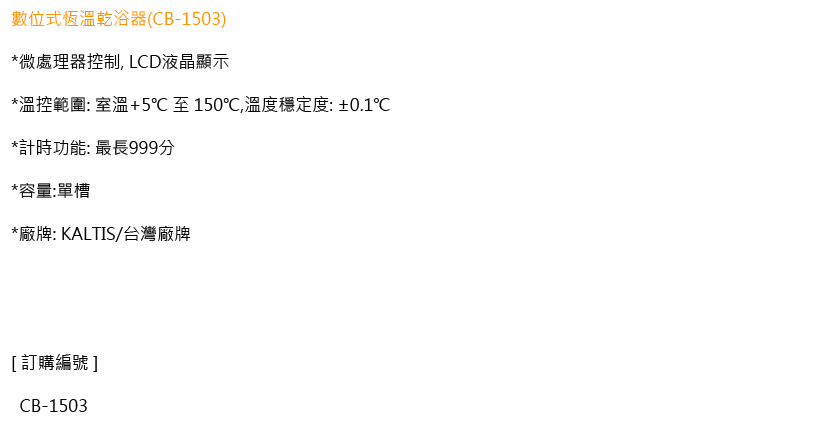 數位式恆溫乾浴器(CB-1503)
*微處理器控制, LCD液晶顯示
*溫控範圍: 室溫+5℃ 至 150℃,溫度穩定度: ±0.1℃
*計時功能: 最長999分
*容量:單槽
*廠牌: KALTIS/台灣廠牌
[ 訂購編號 ]
CB-1503